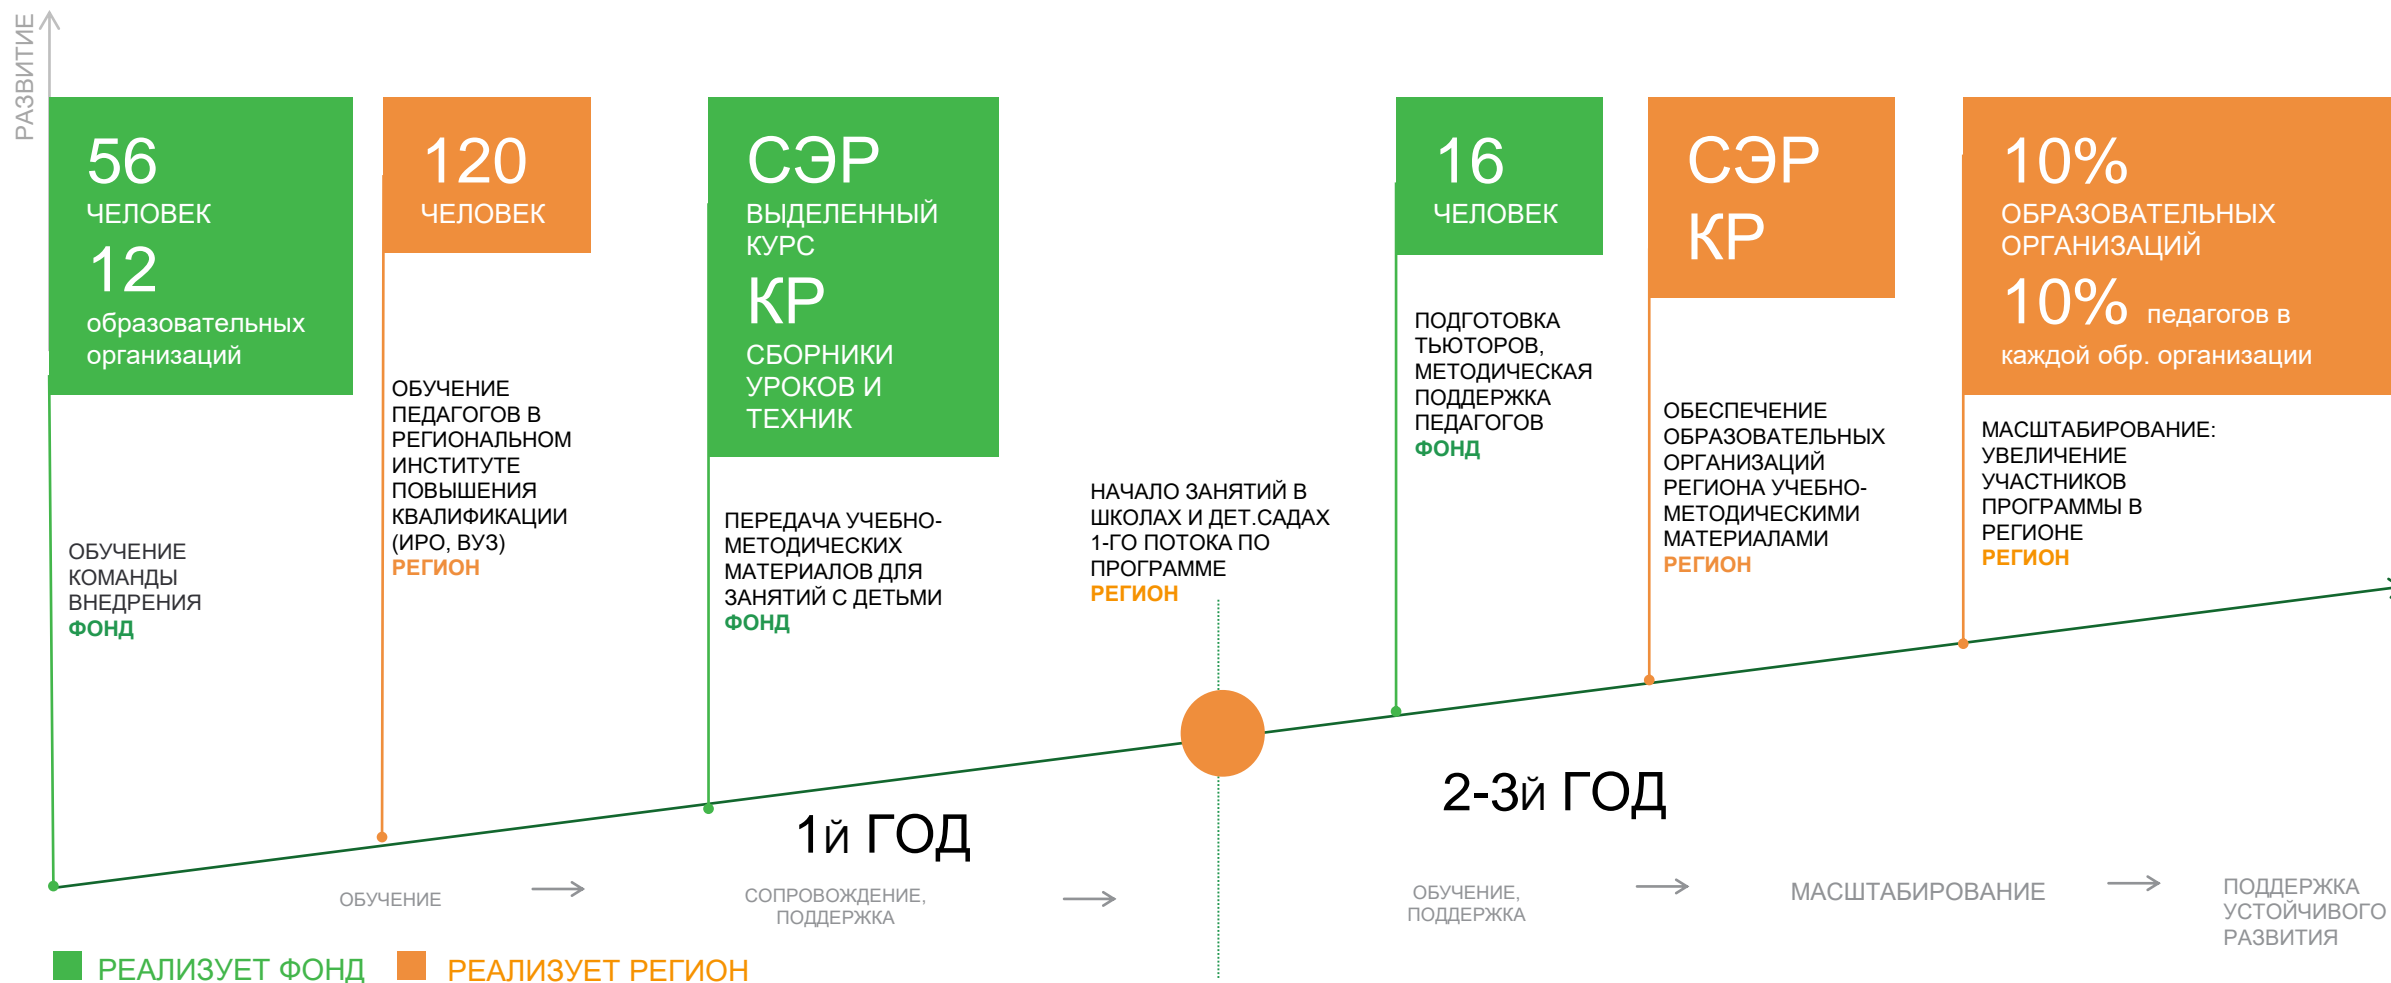 РАЗВИТИЕ
56
ЧЕЛОВЕК
12
образовательных
организаций
ОБУЧЕНИЕ
КОМАНДЫ
ВНЕДРЕНИЯ
ФОНД
120
ЧЕЛОВЕК
ОБУЧЕНИЕ
ПЕДАГОГОВ В
РЕГИОНАЛЬНОМ
ИНСТИТУТЕ
ПОВЫШЕНИЯ
КВАЛИФИКАЦИИ
(ИРО, ВУЗ)
РЕГИОН
СЭР
ВЫДЕЛЕННЫЙ
КУРС
КР
СБОРНИКИ
УРОКОВ И
ТЕХНИК
ПЕРЕДАЧА УЧЕБНО-
МЕТОДИЧЕСКИХ
МАТЕРИАЛОВ ДЛЯ
ЗАНЯТИЙ С ДЕТЬМИ
ФОНД
НАЧАЛО ЗАНЯТИЙ В
ШКОЛАХ И ДЕТ.САДАХ
1-ГО ПОТОКА ПО
ПРОГРАММЕ
РЕГИОН
16
ЧЕЛОВЕК
ПОДГОТОВКА
ТЬЮТОРОВ,
МЕТОДИЧЕСКАЯ
ПОДДЕРЖКА
ПЕДАГОГОВ
ФОНД
СЭР
КР
ОБЕСПЕЧЕНИЕ
ОБРАЗОВАТЕЛЬНЫХ
ОРГАНИЗАЦИЙ
РЕГИОНА УЧЕБНО-
МЕТОДИЧЕСКИМИ
МАТЕРИАЛАМИ
РЕГИОН
10%
ОБРАЗОВАТЕЛЬНЫХ
ОРГАНИЗАЦИЙ
10% педагогов в
каждой обр. организации
МАСШТАБИРОВАНИЕ:
УВЕЛИЧЕНИЕ
УЧАСТНИКОВ
ПРОГРАММЫ В
РЕГИОНЕ
РЕГИОН
1й ГОД
2-3й ГОД
ОБУЧЕНИЕ
СОПРОВОЖДЕНИЕ,
ПОДДЕРЖКА
ОБУЧЕНИЕ,
ПОДДЕРЖКА
МАСШТАБИРОВАНИЕ
ПОДДЕРЖКА
УСТОЙЧИВОГО
РАЗВИТИЯ
РЕАЛИЗУЕТ ФОНД
РЕАЛИЗУЕТ РЕГИОН